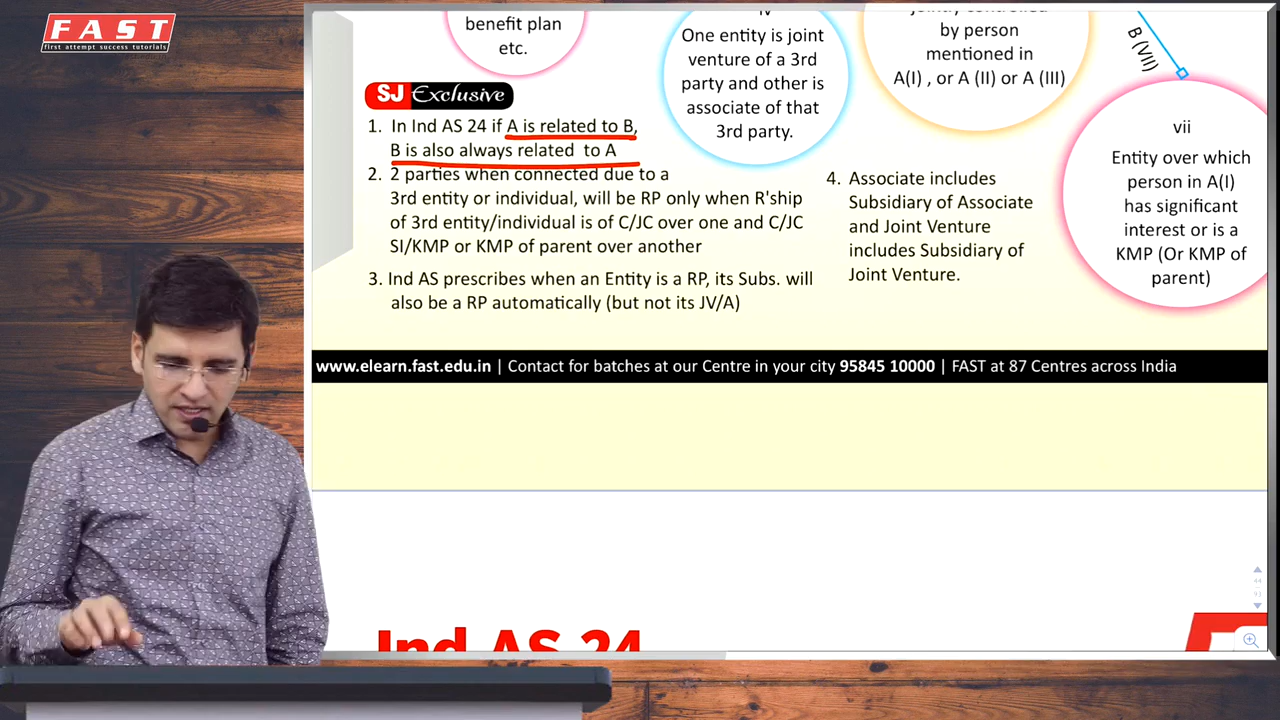 FAST
first attempt success tutorials
benefit plan
etc.
iv
One entity is joint
venture of a 3rd
party and other is
associate of that
3rd party.
jointly controlled
by person
mentioned in
A(I) , or A (II) or A (III)
B (VII)
vii
Entity over which
person in A(I)
has significant
interest or is a
KMP (Or KMP of
parent)
SJ Exclusive
1. In Ind AS 24 if A is related to B,
B is also always related to A
2. 2 parties when connected due to a
3rd entity or individual, will be RP only when R'ship
of 3rd entity/individual is of C/JC over one and C/JC
SI/KMP or KMP of parent over another
3. Ind AS prescribes when an Entity is a RP, its Subs. will
also be a RP automatically (but not its JV/A)
4. Associate includes
Subsidiary of Associate
and Joint Venture
includes Subsidiary of
Joint Venture.
www.elearn.fast.edu.in | Contact for batches at our Centre in your city 95845 10000 | FAST at 87 Centres across India
Ind AS 24